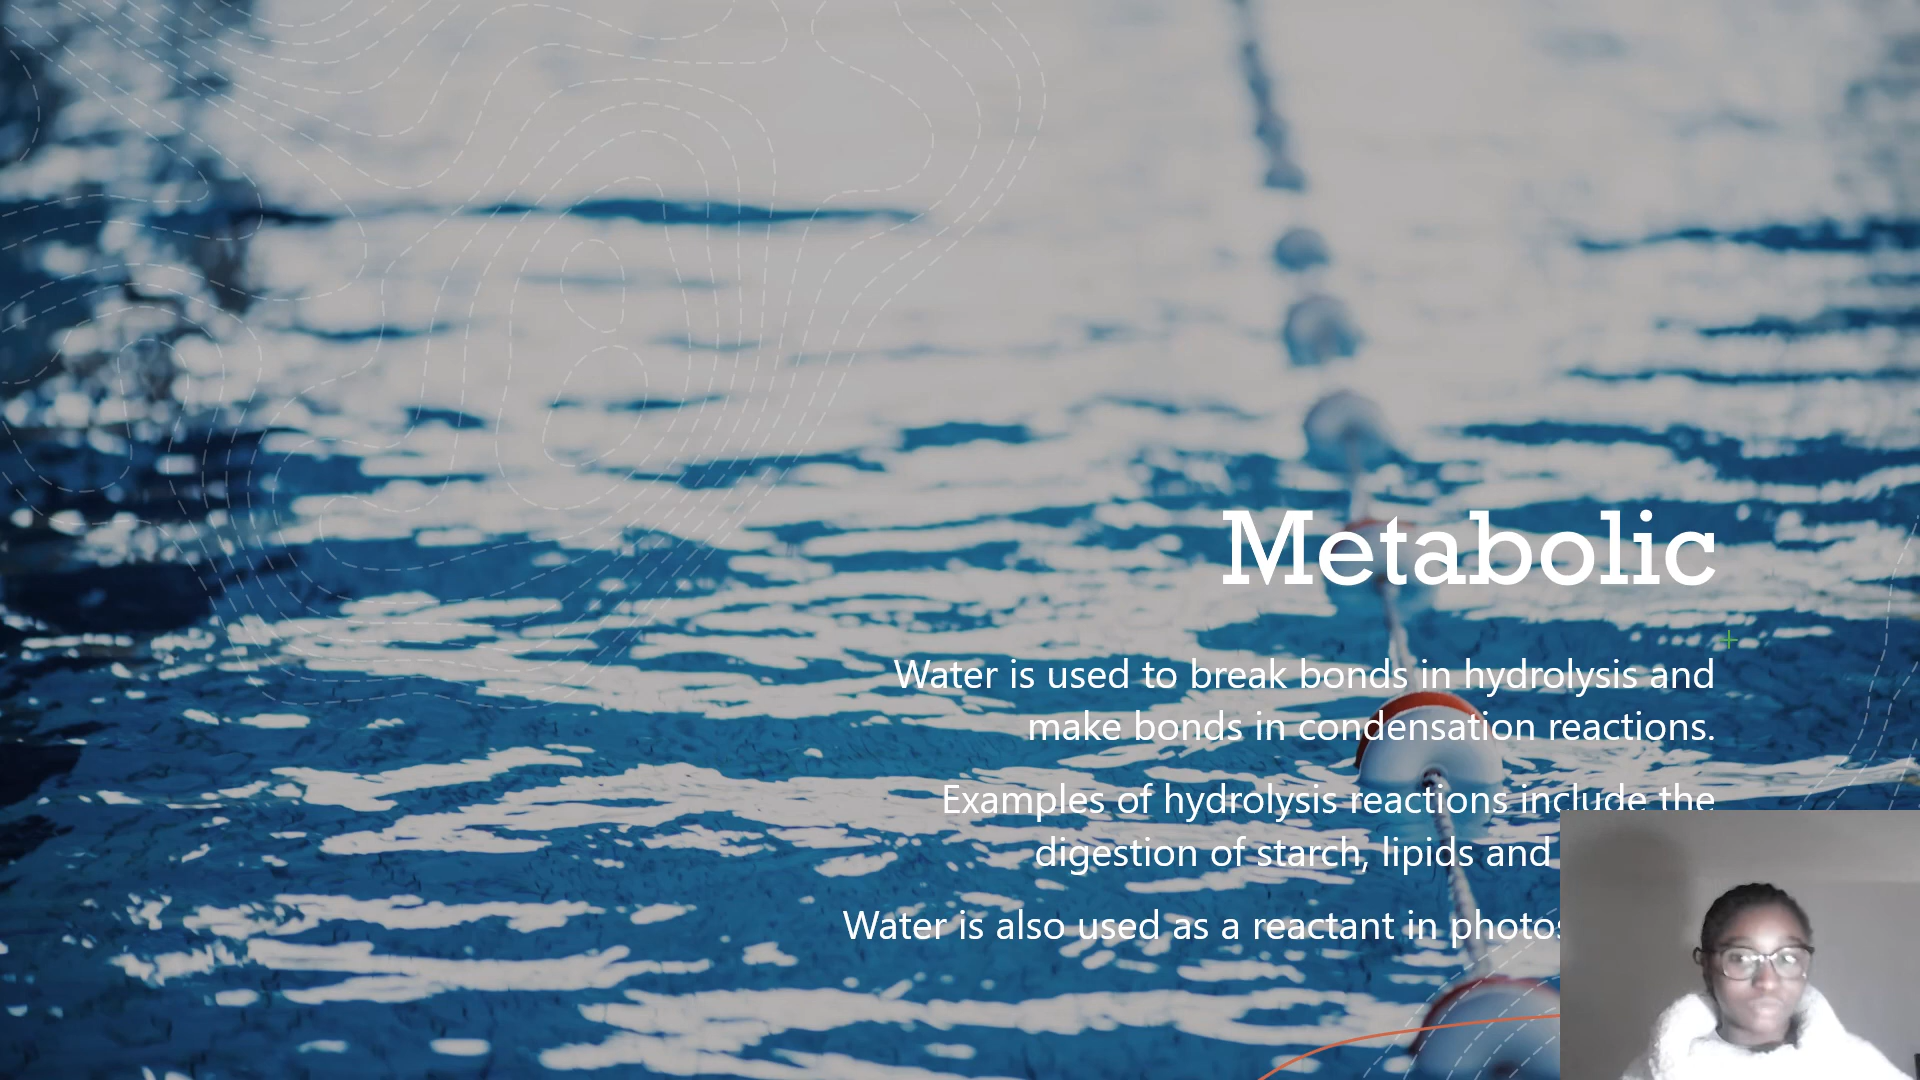 Metabolic
Water is used to break bonds in hydrolysis and
make bonds in condensation reactions.
Examples of hydrolysis reactions include the
digestion of starch, lipids and
Water is also used as a reactant in